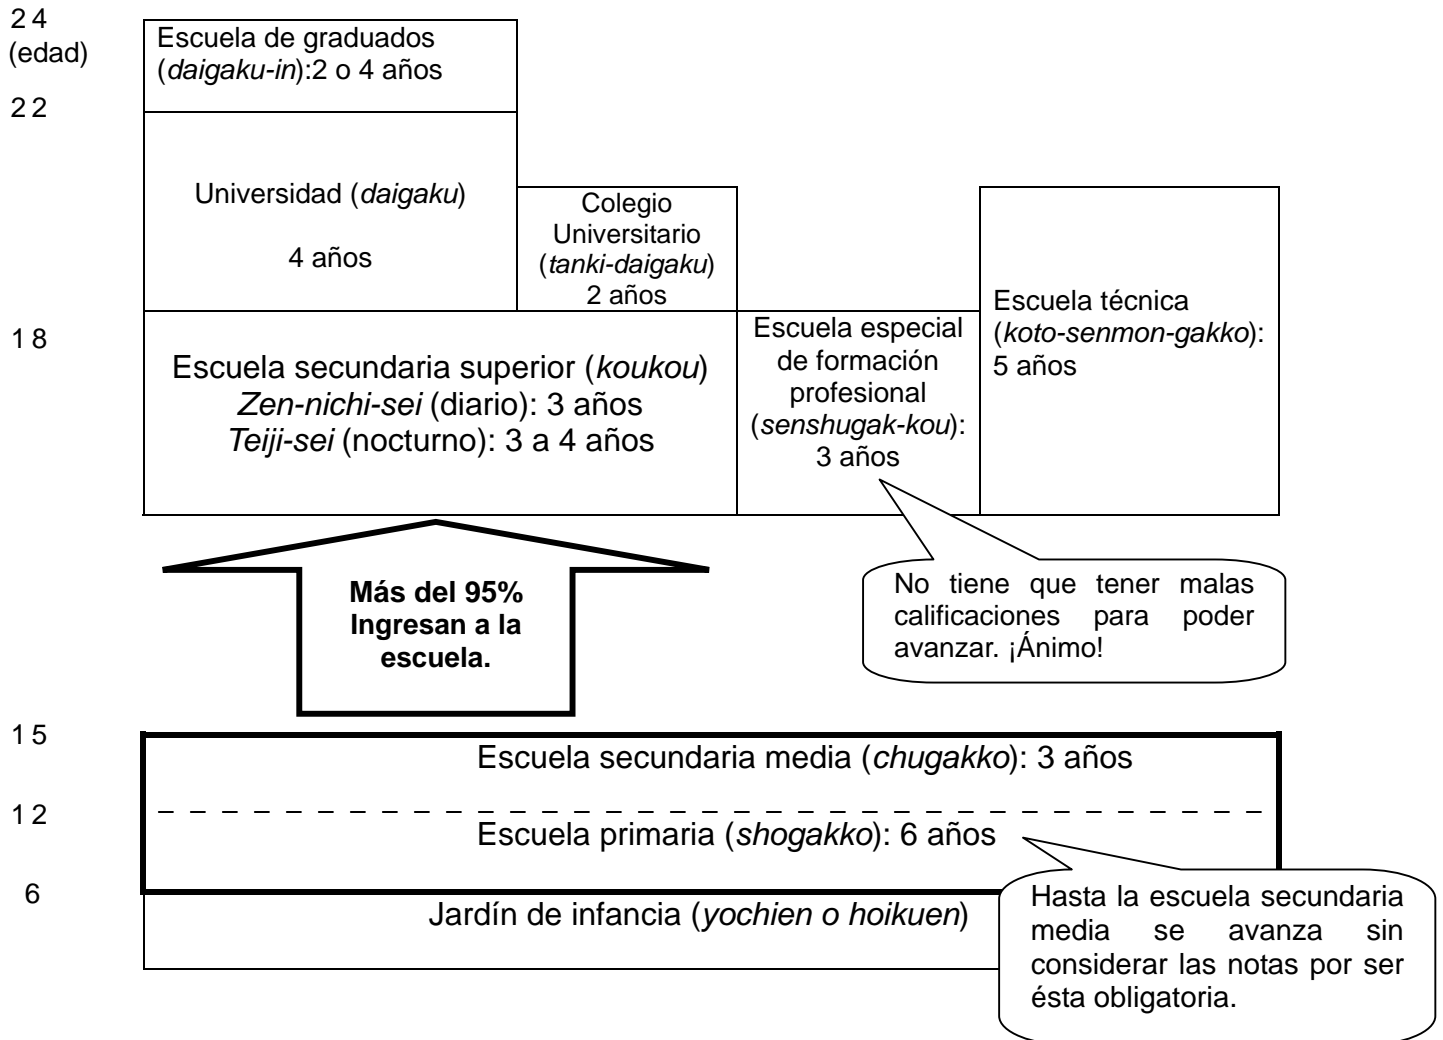 24
(edad)
Escuela de graduados
(daigaku-in):2 o 4 años
22
Universidad (daigaku)
4 años
Colegio
Universitario
(tanki-daigaku)
2 años
Escuela técnica
(koto-senmon-gakko):
5 años
18
Escuela secundaria superior (koukou)
Zen-nichi-sei (diario): 3 años
Teiji-sei (nocturno): 3 a 4 años
Escuela especial
de formación
profesional
(senshugak-kou):
3 años
Más del 95%
Ingresan a la
escuela.
No tiene que tener malas
calificaciones para poder
avanzar. ¡Ánimo!
15
Escuela secundaria media (chugakko): 3 años
12
Escuela primaria (shogakko): 6 años
6
Jardín de infancia (yochien o hoikuen)
Hasta la escuela secundaria
media se avanza sin
considerar las notas por ser
ésta obligatoria.